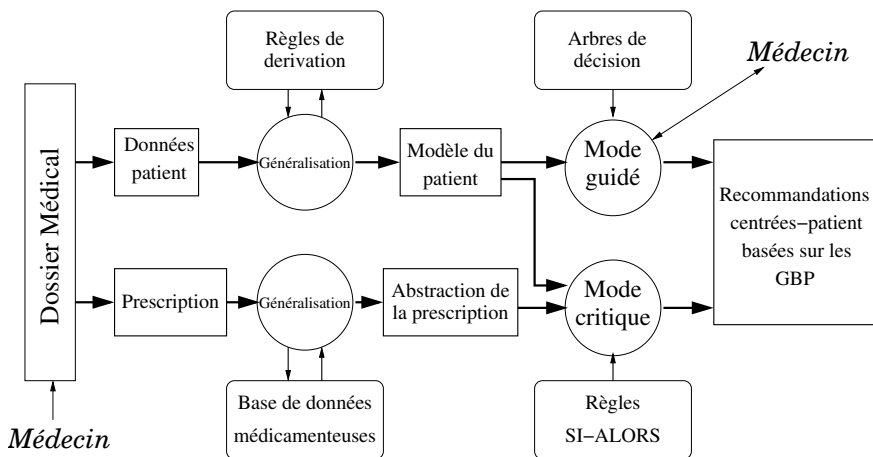 Règles de
derivation
Arbres de
décision
Médecin
Dossier Médical
Données
patient
Généralisation
Modèle du
patient
Mode
guidé
Recommandations
centrées−patient
basées sur les
GBP
Prescription
Généralisation
Abstraction de
la prescription
Mode
critique
Base de données
médicamenteuses
Règles
SI−ALORS
Médecin